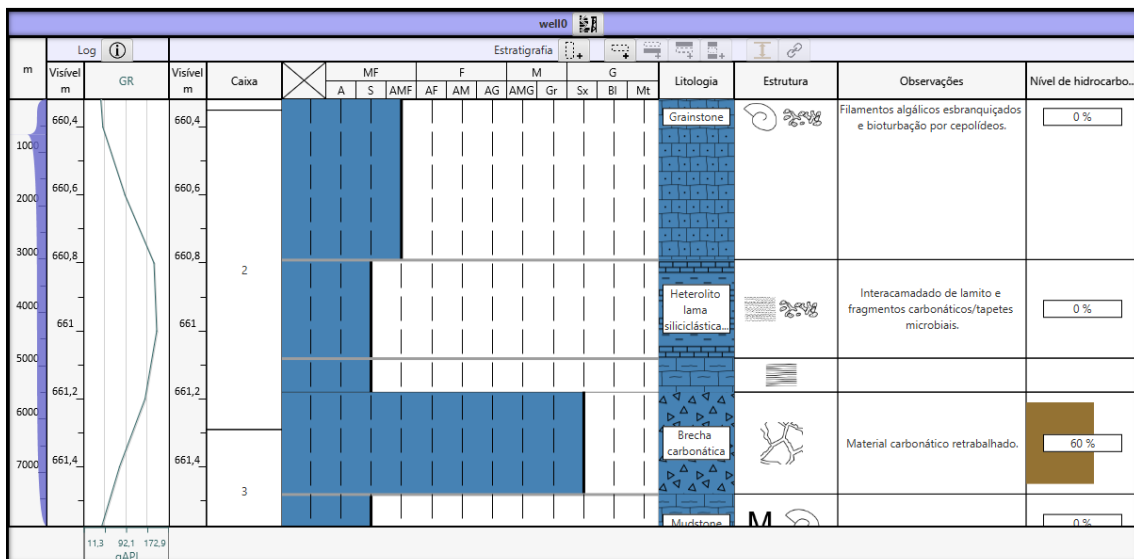 well0
Log
Estratigrafia
m
Visível
m
GR
Visível
m
Caixa
MF
F
M
G
A
S
AMF
AF
AM
AG
AMG
Gr
Sx
Bl
Mt
Litologia
Estrutura
Observações
Nível de hidrocarbo...
1000
2000
3000
4000
5000
6000
7000
660,4
660,6
660,8
661
661,2
661,4
660,4
660,6
660,8
661
661,2
661,4
2
3
Grainstone
Filamentos algálicos esbranquiçados
e bioturbação por cepolídeos.
0 %
Heterolito
lama
siliciclástica...
Interacamadado de lamito e
fragmentos carbonáticos/tapetes
microbiais.
0 %
Brecha
carbonática
Material carbonático retrabalhado.
60 %
Mudstone
M
0 %
11,3 92,1 172,9
gAPI